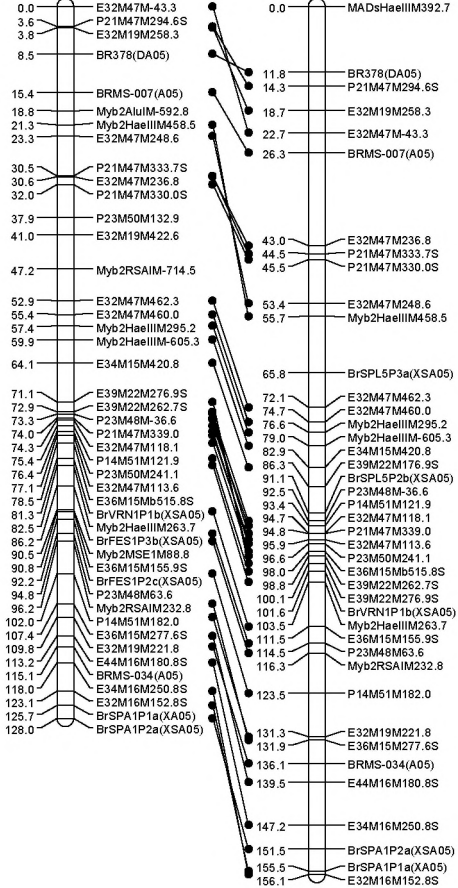 0.0 E32M47M-43.3
3.6 P21M47M294.6S
3.8 E32M19M258.3
8.5 BR378(DA05)
15.4 BRMS-007(A05)
18.8 Myb2AluIM-592.8
21.3 Myb2HaeIIIM458.5
23.3 E32M47M248.6
30.5 P21M47M333.7S
30.6 E32M47M236.8
32.0 P21M47M330.0S
37.9 P23M50M132.9
41.0 E32M19M422.6
47.2 Myb2RSAIM-714.5
52.9 E32M47M462.3
55.4 E32M47M460.0
57.4 Myb2HaeIIIM295.2
59.9 Myb2HaeIIIM-605.3
64.1 E34M15M420.8
71.1 E39M22M276.9S
72.9 E39M22M262.7S
73.3 P23M48M-36.6
74.0 P21M47M339.0
74.3 E32M47M118.1
75.4 P14M51M121.9
76.4 P23M50M241.1
77.1 E32M47M113.6
78.5 E36M15Mb515.8S
81.3 BrVRN1P1b(XSA05)
82.5 Myb2HaeIIIM263.7
86.2 BrFES1P3b(XSA05)
90.5 Myb2MSE1M88.8
90.8 E36M15M155.9S
92.2 BrFES1P2c(XSA05)
94.8 P23M48M63.6
96.2 Myb2RSAIM232.8
102.0 P14M51M182.0
107.4 E36M15M277.6S
109.8 E32M19M221.8
113.2 E44M16M180.8S
115.1 BRMS-034(A05)
118.0 E34M16M250.8S
123.1 E32M16M152.8S
125.7 BrSPA1P1a(XA05)
128.0 BrSPA1P2a(XSA05)
0.0 MADsHaeIIIM392.7
11.8 BR378(DA05)
14.3 P21M47M294.6S
18.7 E32M19M258.3
22.7 E32M47M-43.3
26.3 BRMS-007(A05)
43.0 E32M47M236.8
44.5 P21M47M333.7S
45.5 P21M47M330.0S
53.4 E32M47M248.6
55.7 Myb2HaeIIIM458.5
65.8 BrSPL5P3a(XSA05)
72.1 E32M47M462.3
74.7 E32M47M460.0
76.6 Myb2HaeIIIM295.2
79.0 Myb2HaeIIIM-605.3
82.9 E34M15M420.8
86.3 E39M22M176.9S
91.1 BrSPL5P2b(XSA05)
92.5 P23M48M-36.6
93.4 P14M51M121.9
94.7 E32M47M118.1
94.8 P21M47M339.0
95.9 E32M47M113.6
96.6 P23M50M241.1
98.0 E36M15Mb515.8S
98.8 E39M22M262.7S
100.1 E39M22M276.9S
101.6 BrVRN1P1b(XSA05)
103.5 Myb2HaeIIIM263.7
111.5 E36M15M155.9S
114.5 P23M48M63.6
116.3 Myb2RSAIM232.8
123.5 P14M51M182.0
131.3 E32M19M221.8
131.9 E36M15M277.6S
136.1 BRMS-034(A05)
139.5 E44M16M180.8S
147.2 E34M16M250.8S
151.5 BrSPA1P2a(XSA05)
155.5 BrSPA1P1a(XA05)
156.1 E32M16M152.8S